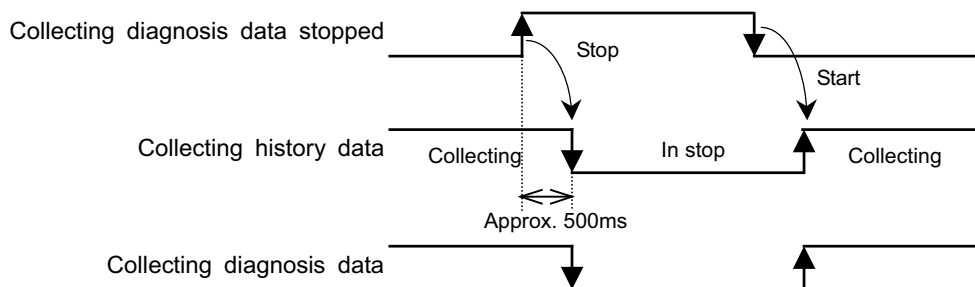 Collecting diagnosis data stopped
Stop
Start
Collecting history data
Collecting
In stop
Collecting
Approx. 500ms
Collecting diagnosis data